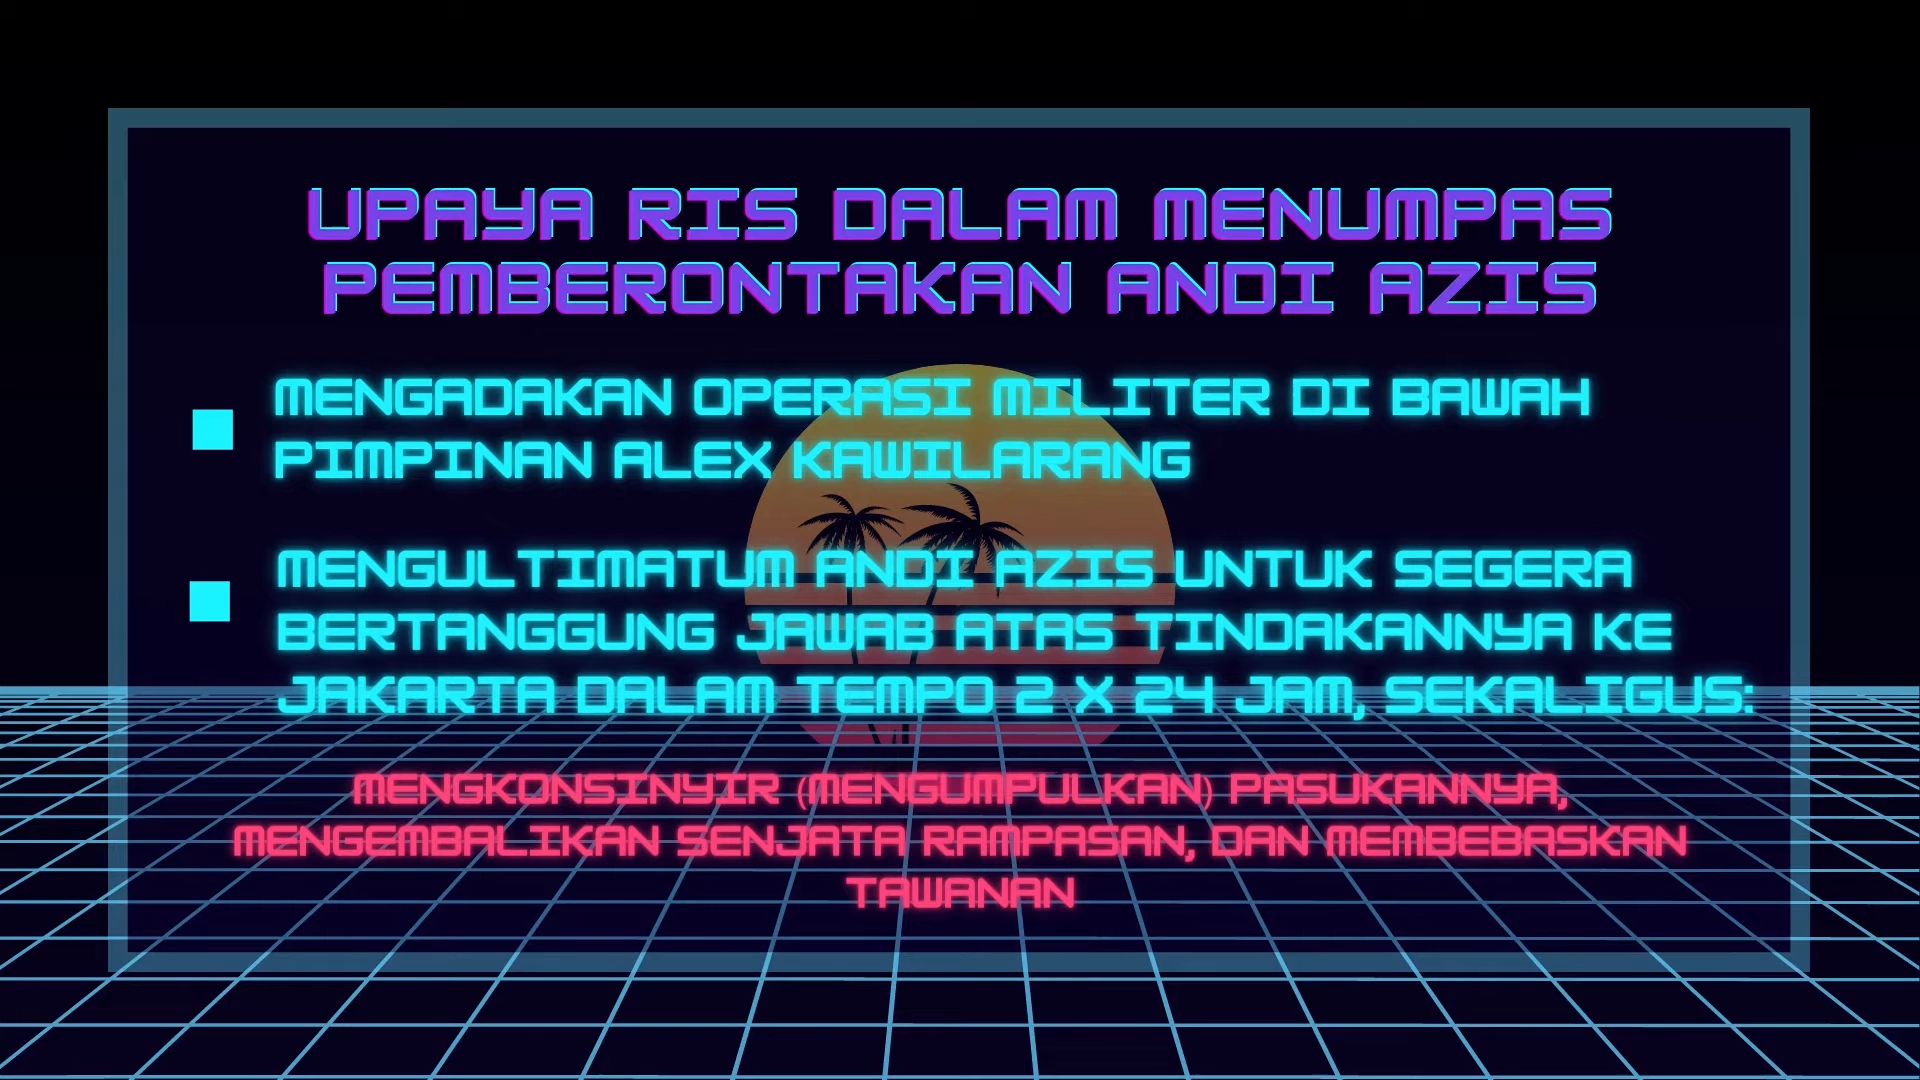 UPAYA RIS DALAM MENUMPAS
PEMBERONTAKAN ANDI AZIS
MENGADAKAN OPERASI MILITER DI BAWAH
PIMPINAN ALEX KAWILARANG
MENGULTIMATUM ANDI AZIS UNTUK SEGERA
BERTANGGUNG JAWAB ATAS TINDAKANNYA KE
JAKARTA DALAM TEMPO 2 X 24 JAM, SEKALIGUS:
MENGKONSINYIR (MENGUMPULKAN) PASUKANNYA,
MENGEMBALIKAN SENJATA RAMPASAN, DAN MEMBEBASKAN
TAWANAN